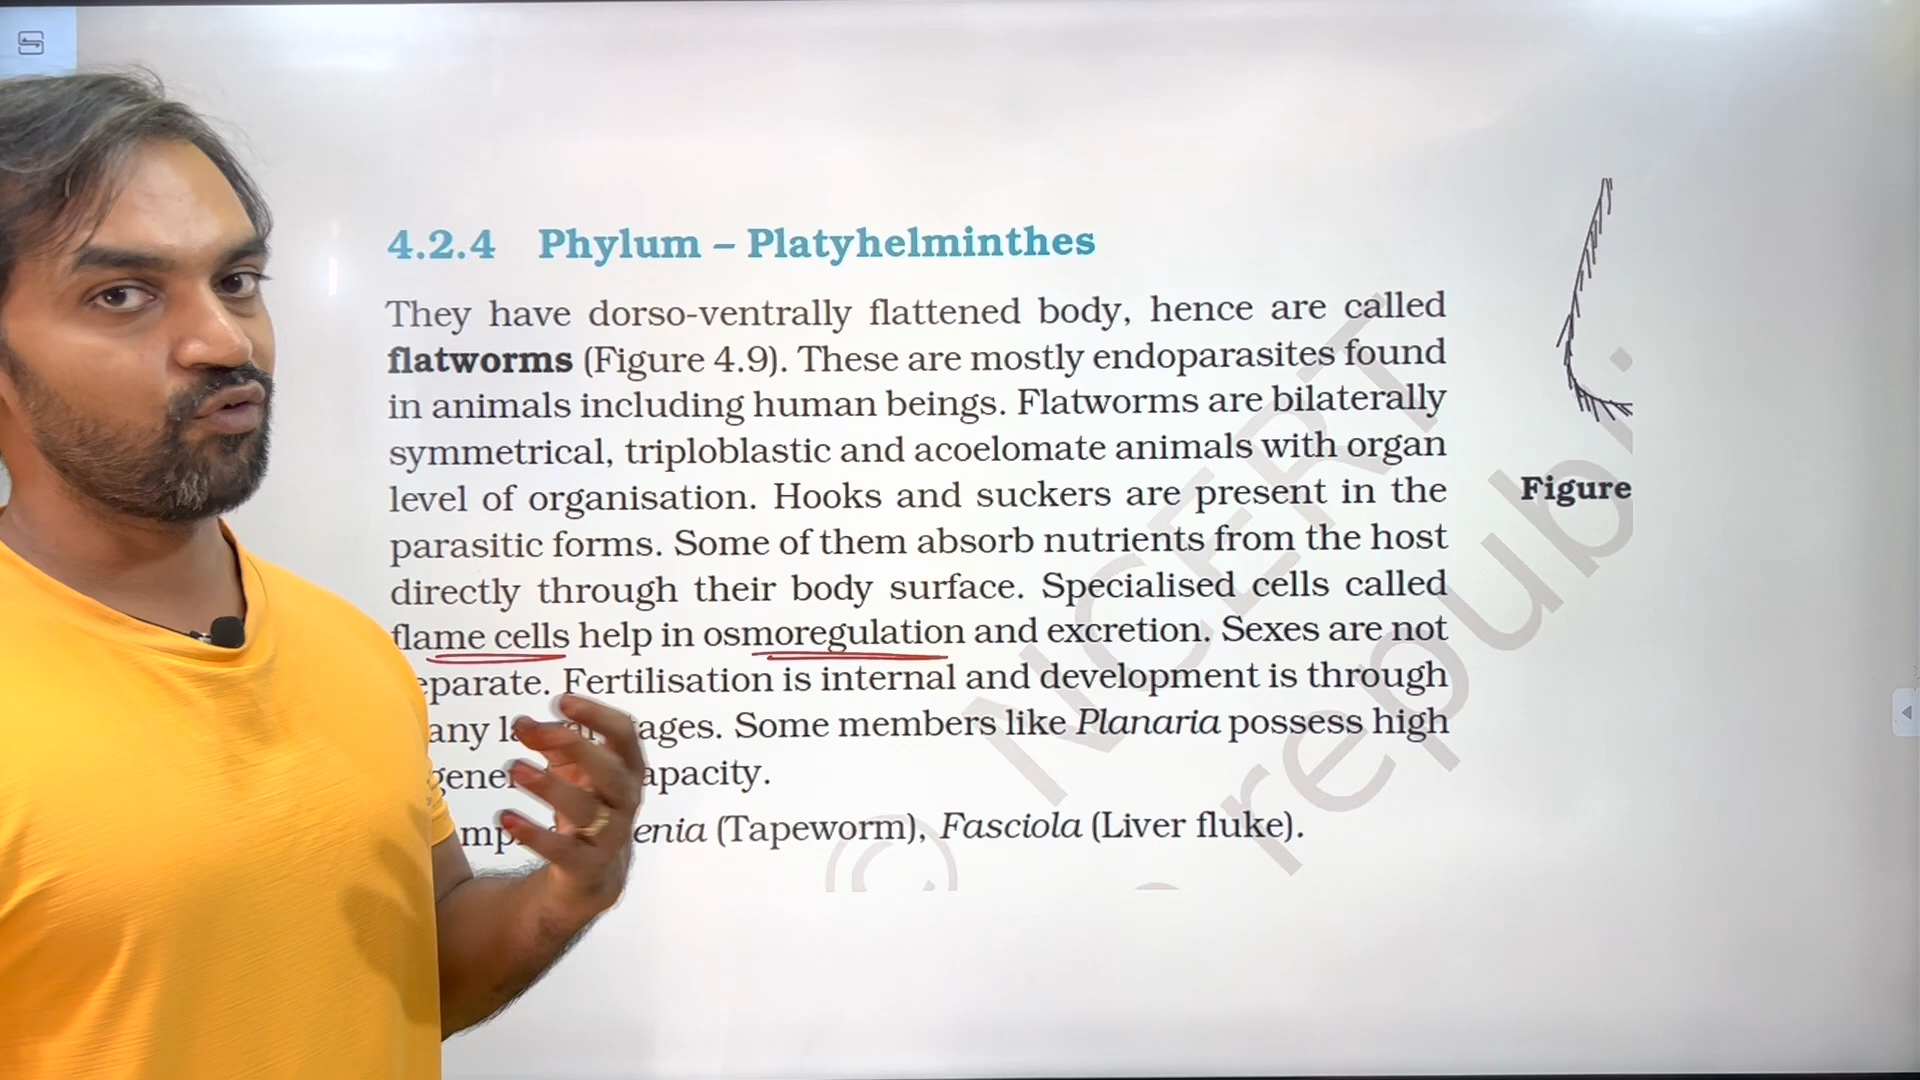 4.2.4 Phylum – Platyhelminthes
They have dorso-ventrally flattened body, hence are called
flatworms (Figure 4.9). These are mostly endoparasites found
in animals including human beings. Flatworms are bilaterally
symmetrical, triploblastic and acoelomate animals with organ
level of organisation. Hooks and suckers are present in the
parasitic forms. Some of them absorb nutrients from the host
directly through their body surface. Specialised cells called
flame cells help in osmoregulation and excretion. Sexes are not
eparate. Fertilisation is internal and development is through
any tages. Some members like Planaria possess high
apacity.
enia (Tapeworm), Fasciola (Liver fluke).
Figure
© NCERT
republ